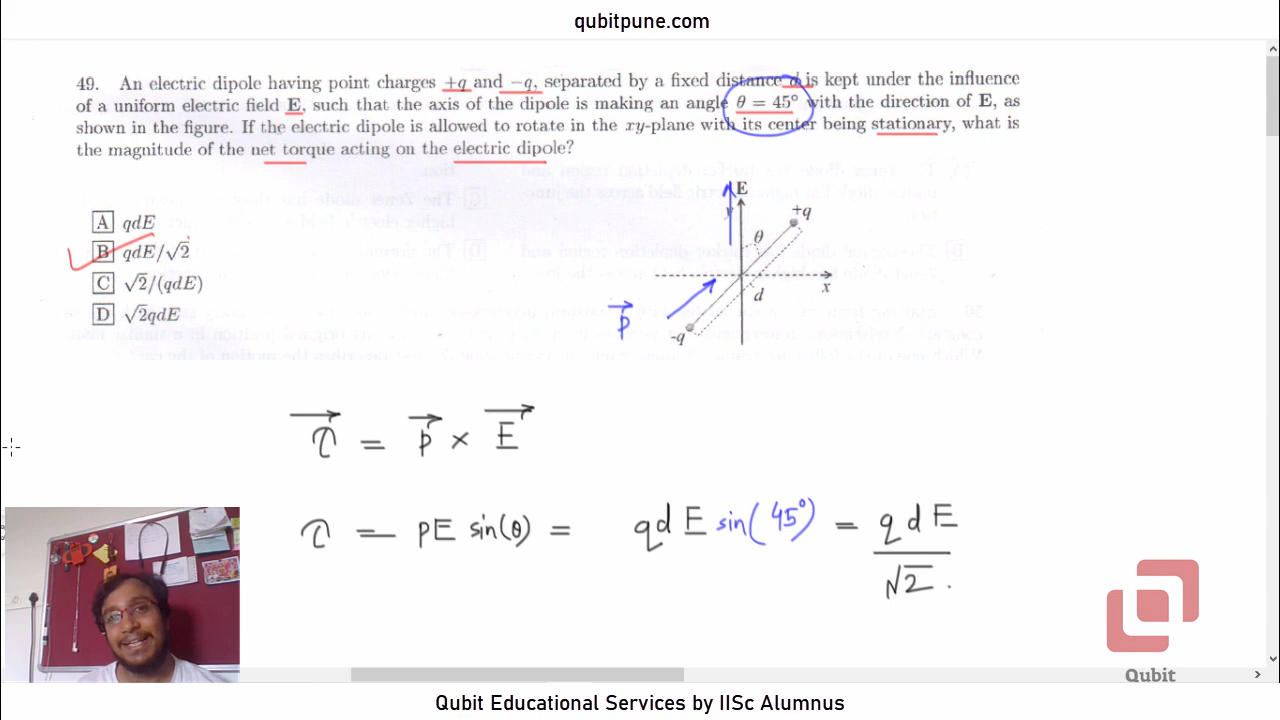 qubitpune.com
49. An electric dipole having point charges +q and −q, separated by a fixed distance d is kept under the influence
of a uniform electric field E, such that the axis of the dipole is making an angle θ = 45° with the direction of E, as
shown in the figure. If the electric dipole is allowed to rotate in the xy-plane with its center being stationary, what is
the magnitude of the net torque acting on the electric dipole?
A qdE
B qdE/√2
C √2/(qdE)
D √2qdE
E
y
+q
θ
x
d
p⃗
-q
τ⃗ = p⃗ × E⃗
τ = pE sin(θ) = qdE sin(45°) = qdE/√2.
Qubit
Qubit Educational Services by IISc Alumnus